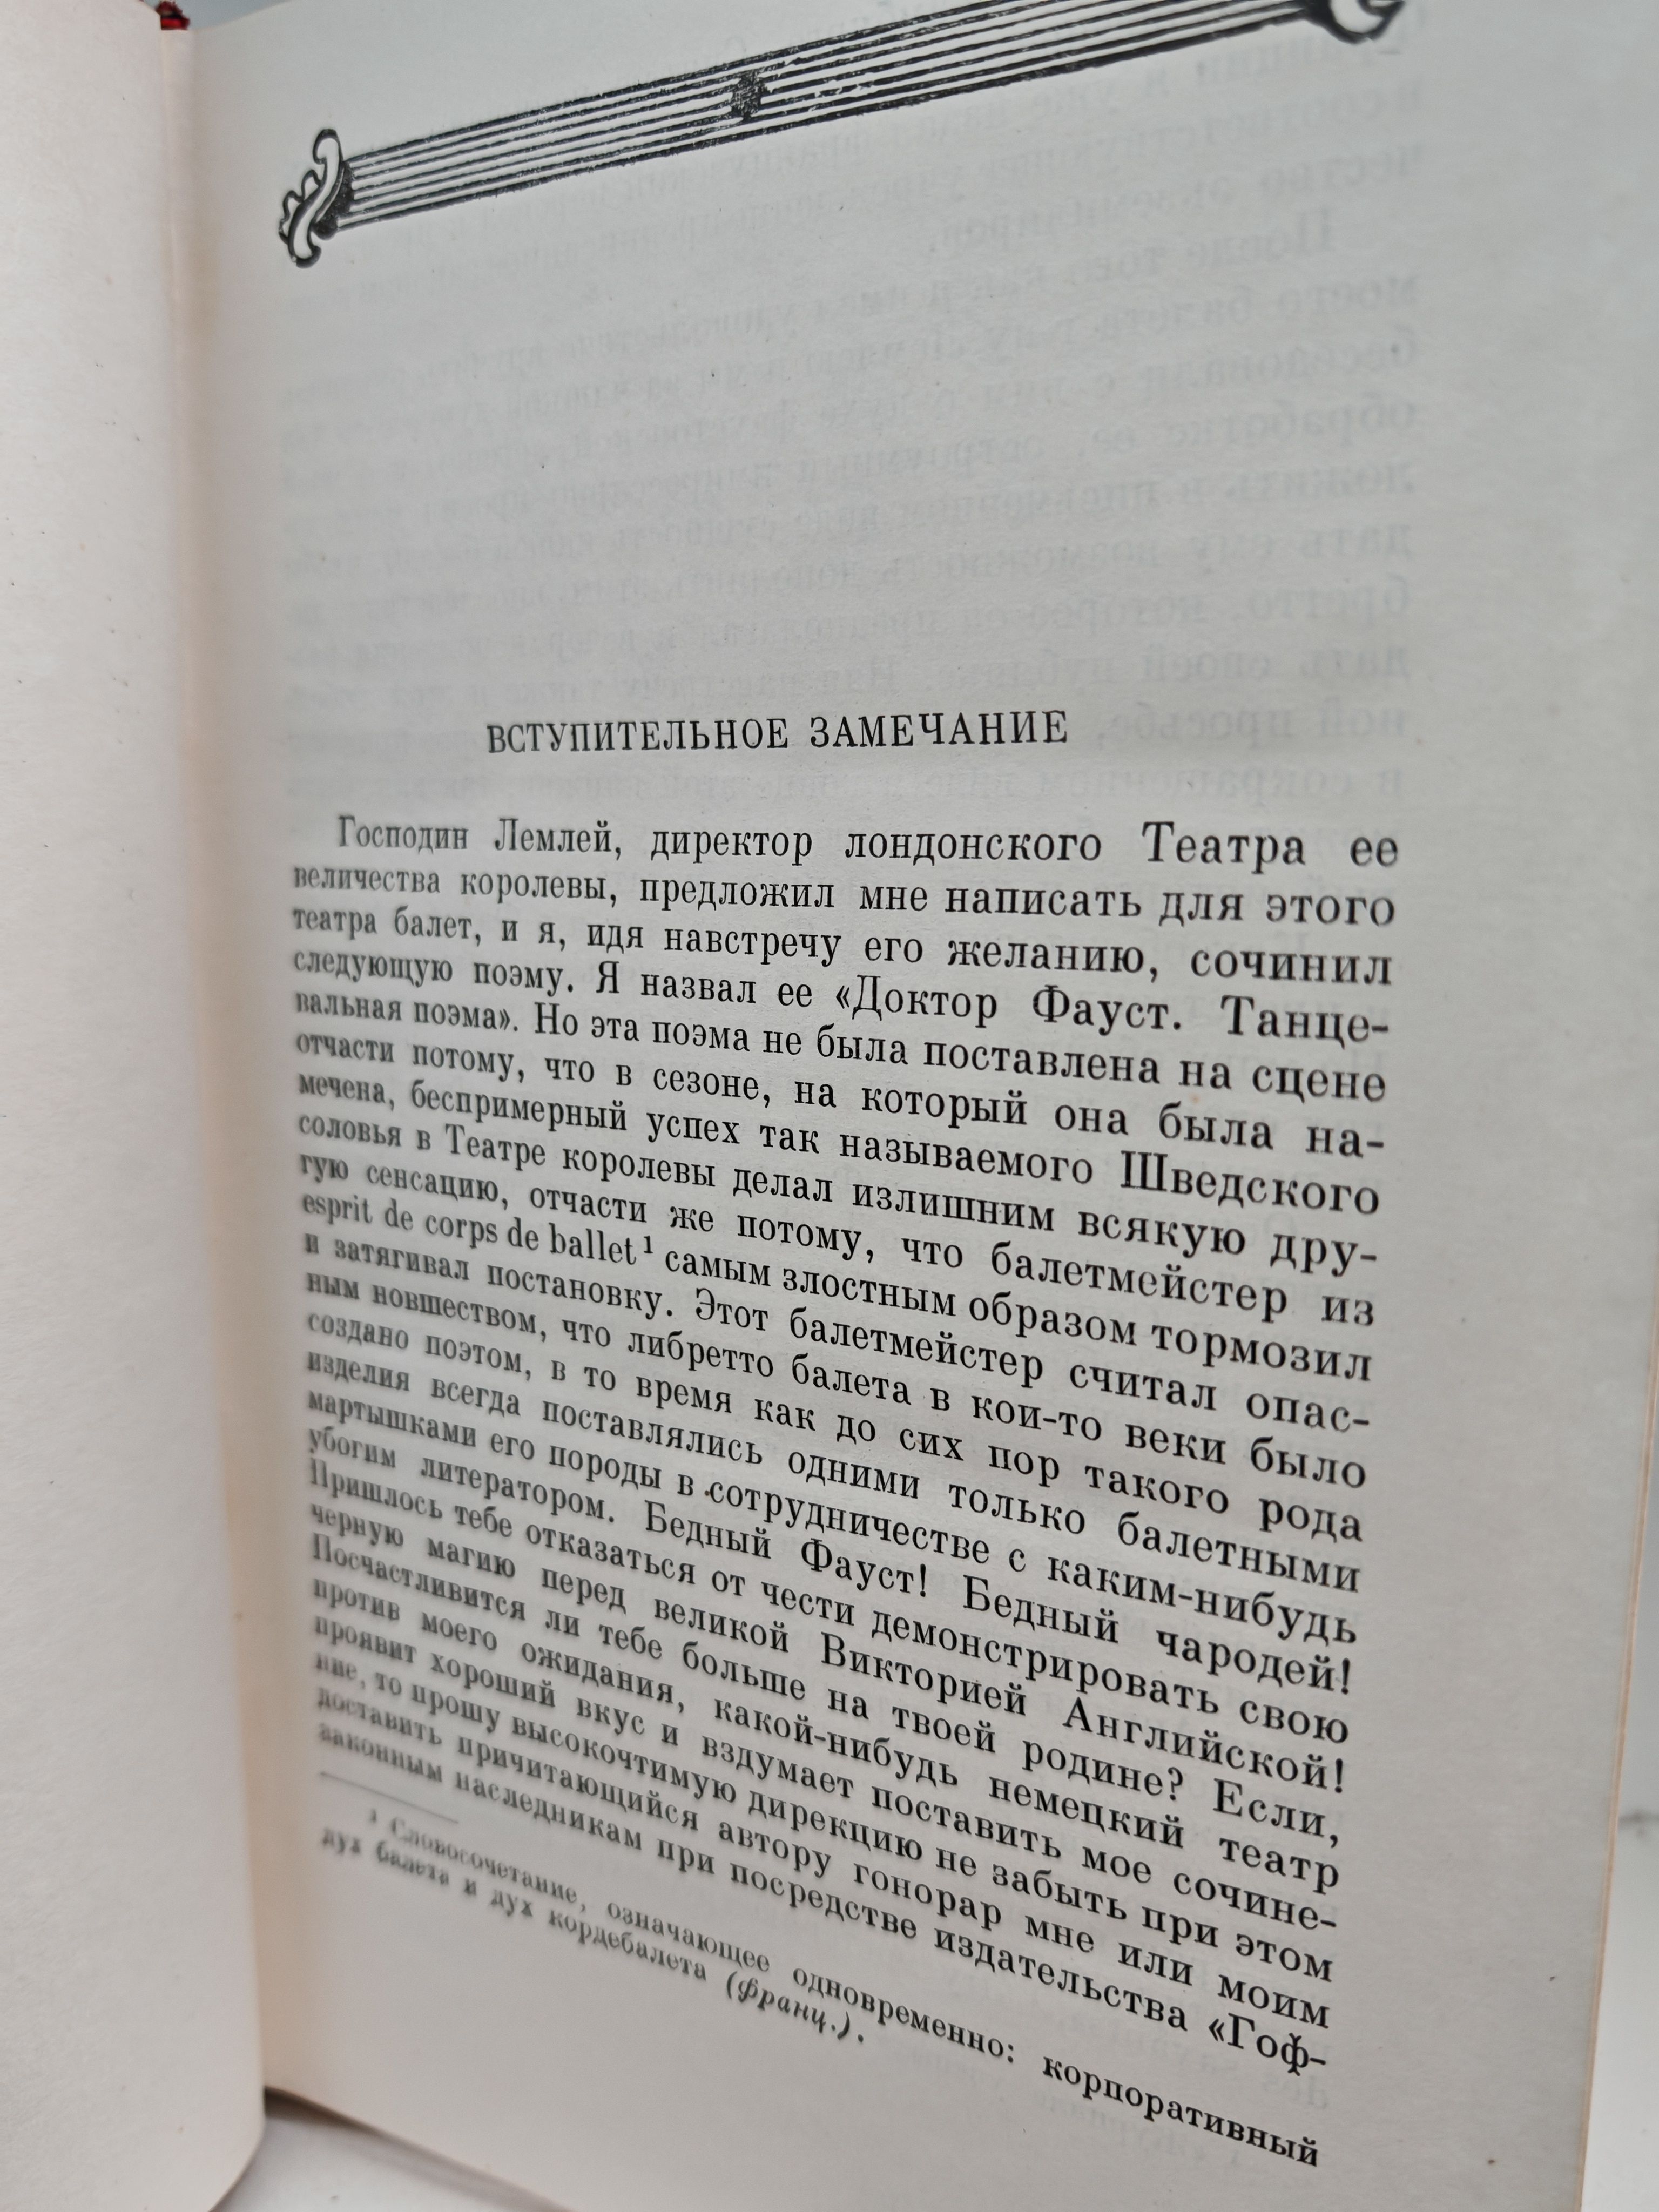 ВСТУПИТЕЛЬНОЕ ЗАМЕЧАНИЕ
Господин Лемлей, директор лондонского Театра ее
величества королевы, предложил мне написать для этого
театра балет, и я, идя навстречу его желанию, сочинил
следующую поэму. Я назвал ее «Доктор Фауст. Танце-
вальная поэма». Но эта поэма не была поставлена на сцене
отчасти потому, что в сезоне, на который она была на-
мечена, беспримерный успех так называемого Шведского
соловья в Театре королевы делал излишним всякую дру-
гую сенсацию, отчасти же потому, что балетмейстер из
esprit de corps de ballet¹ самым злостным образом тормозил
и затягивал постановку. Этот балетмейстер считал опас-
ным новшеством, что либретто балета в кои-то веки было
создано поэтом, в то время как до сих пор такого рода
изделия всегда поставлялись одними только балетными
мартышками его породы в сотрудничестве с каким-нибудь
убогим литератором. Бедный Фауст! Бедный чародей!
Пришлось тебе отказаться от чести демонстрировать свою
черную магию перед великой Викторией Английской!
Посчастливится ли тебе больше на твоей родине? Если,
против моего ожидания, какой-нибудь немецкий театр
проявит хороший вкус и вздумает поставить мое сочине-
ние, то прошу высокочтимую дирекцию не забыть при этом
доставить причитающийся автору гонорар мне или моим
законным наследникам при посредстве издательства «Гоф-
¹ Словосочетание, означающее одновременно: корпоративный
дух балета и дух кордебалета (франц.).